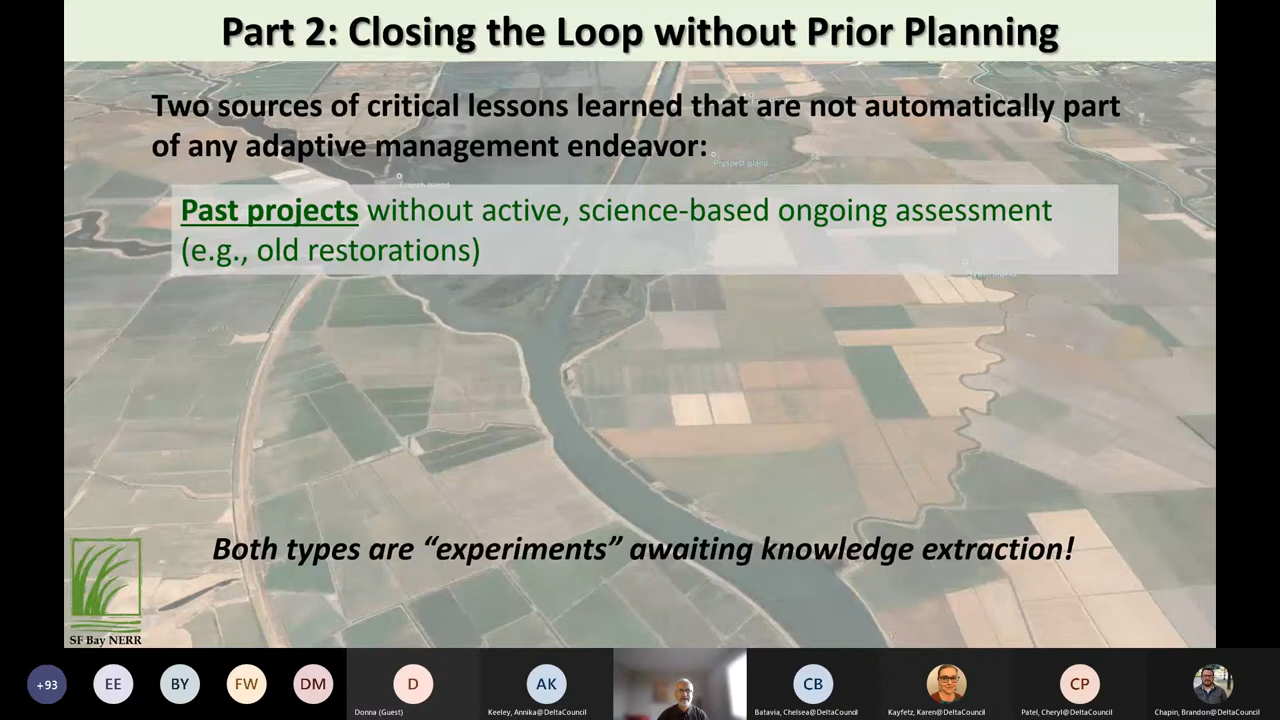 Part 2: Closing the Loop without Prior Planning
Two sources of critical lessons learned that are not automatically part
of any adaptive management endeavor:
Prospect Island
Past projects without active, science-based ongoing assessment
(e.g., old restorations)
Both types are “experiments” awaiting knowledge extraction!
SF Bay NERR
+93
EE
BY
FW
DM
D
AK
CB
CP
Donna (Guest)
Keeley, Annika@DeltaCouncil
Batavia, Chelsea@DeltaCouncil
Kayfetz, Karen@DeltaCouncil
Patel, Cheryl@DeltaCouncil
Chapin, Brandon@DeltaCouncil